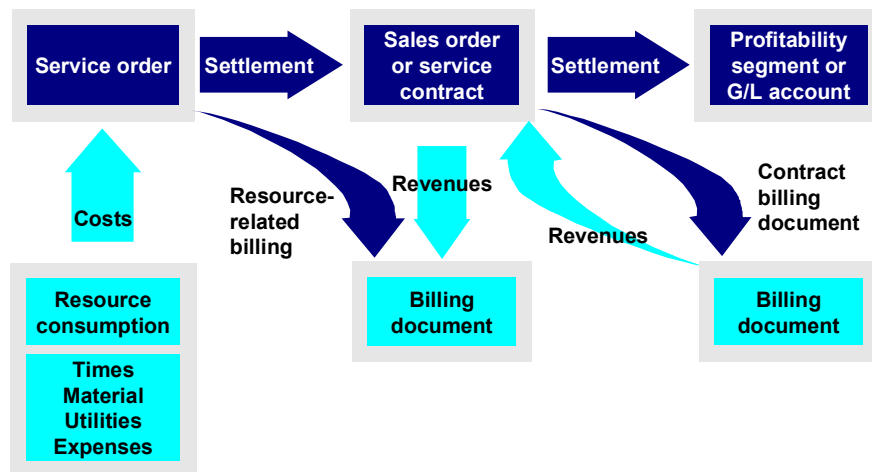 Service order
Settlement
Sales order
or service
contract
Settlement
Profitability
segment or
G/L account
Costs
Resource-
related
billing
Revenues
Revenues
Contract
billing
document
Resource
consumption
Times
Material
Utilities
Expenses
Billing
document
Billing
document